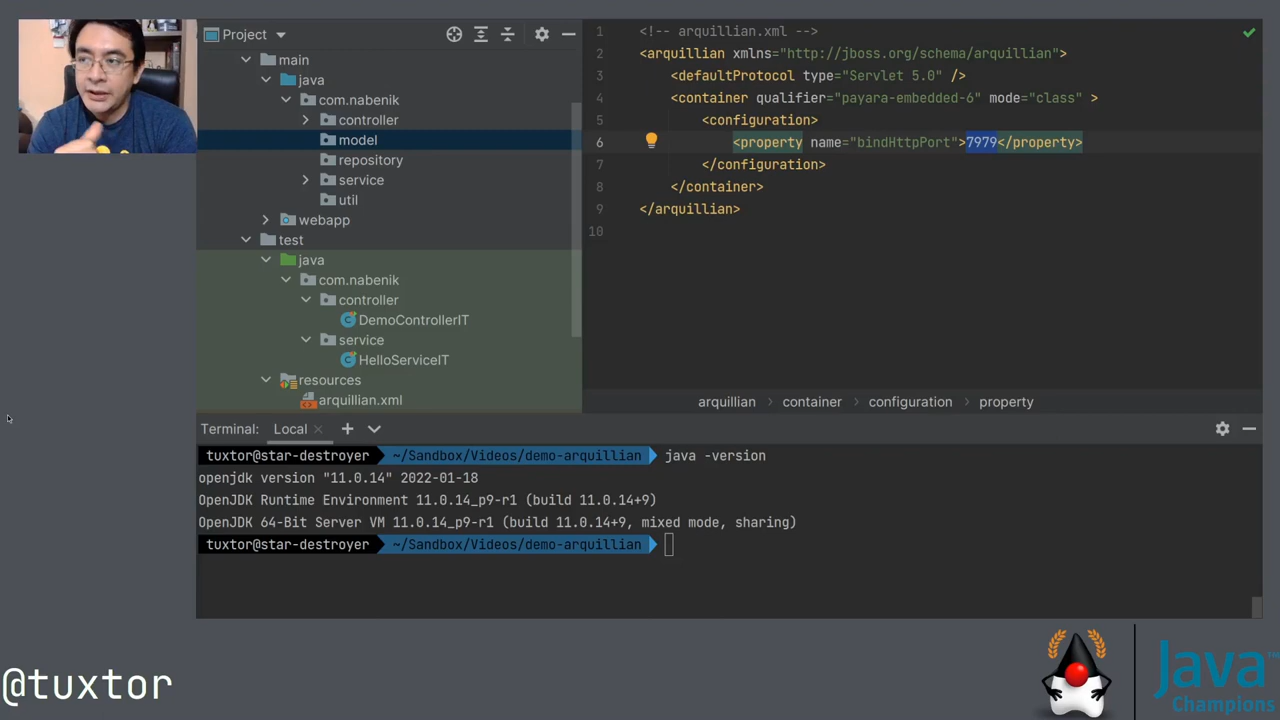 Project
main
java
com.nabenik
controller
model
repository
service
util
webapp
test
java
com.nabenik
controller
DemoControllerIT
service
HelloServiceIT
resources
arquillian.xml
1 <!-- arquillian.xml -->
2 <arquillian xmlns="http://jboss.org/schema/arquillian">
3 <defaultProtocol type="Servlet 5.0" />
4 <container qualifier="payara-embedded-6" mode="class" >
5 <configuration>
6 <property name="bindHttpPort">7979</property>
7 </configuration>
8 </container>
9 </arquillian>
10
arquillian > container > configuration > property
Terminal: Local × +
tuxtor@star-destroyer ~/Sandbox/Videos/demo-arquillian java -version
openjdk version "11.0.14" 2022-01-18
OpenJDK Runtime Environment 11.0.14_p9-r1 (build 11.0.14+9)
OpenJDK 64-Bit Server VM 11.0.14_p9-r1 (build 11.0.14+9, mixed mode, sharing)
tuxtor@star-destroyer ~/Sandbox/Videos/demo-arquillian
@tuxtor
Java™
Champions